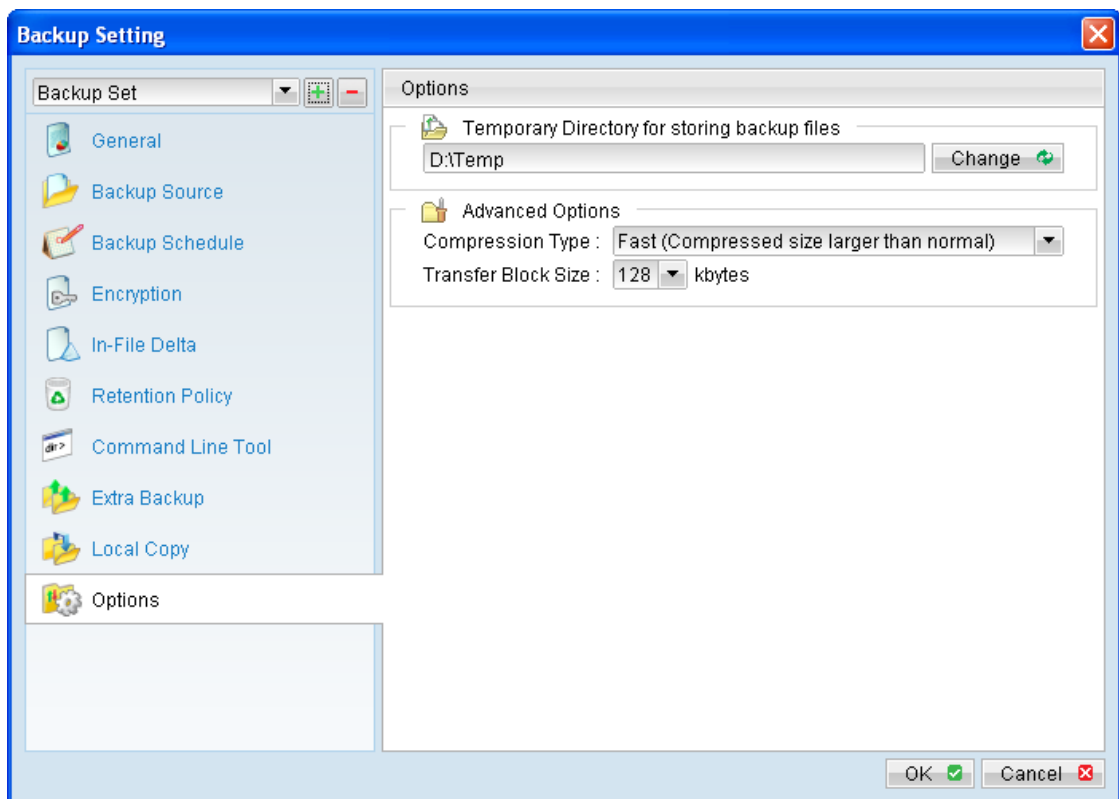 Backup Setting
Backup Set
General
Backup Source
Backup Schedule
Encryption
In-File Delta
Retention Policy
dir>
Command Line Tool
Extra Backup
Local Copy
Options
Options
Temporary Directory for storing backup files
D:\Temp
Change
Advanced Options
Compression Type : Fast (Compressed size larger than normal)
Transfer Block Size : 128 kbytes
OK
Cancel